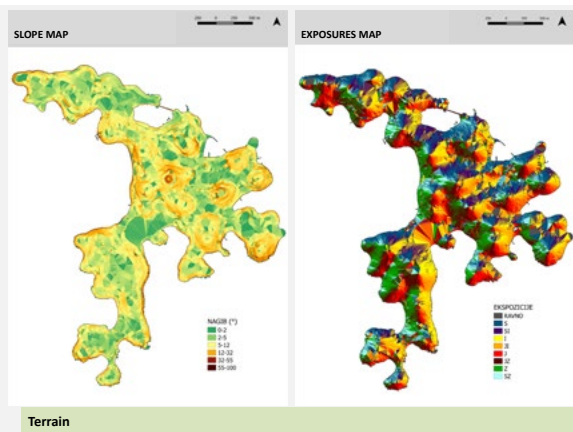 SLOPE MAP
EXPOSURES MAP
NAGIB (°)
0-2
2-5
5-12
12-32
32-55
55-100
EKSPOZICIJE
RAVNO
S
SI
I
JI
J
JZ
Z
SZ
Terrain